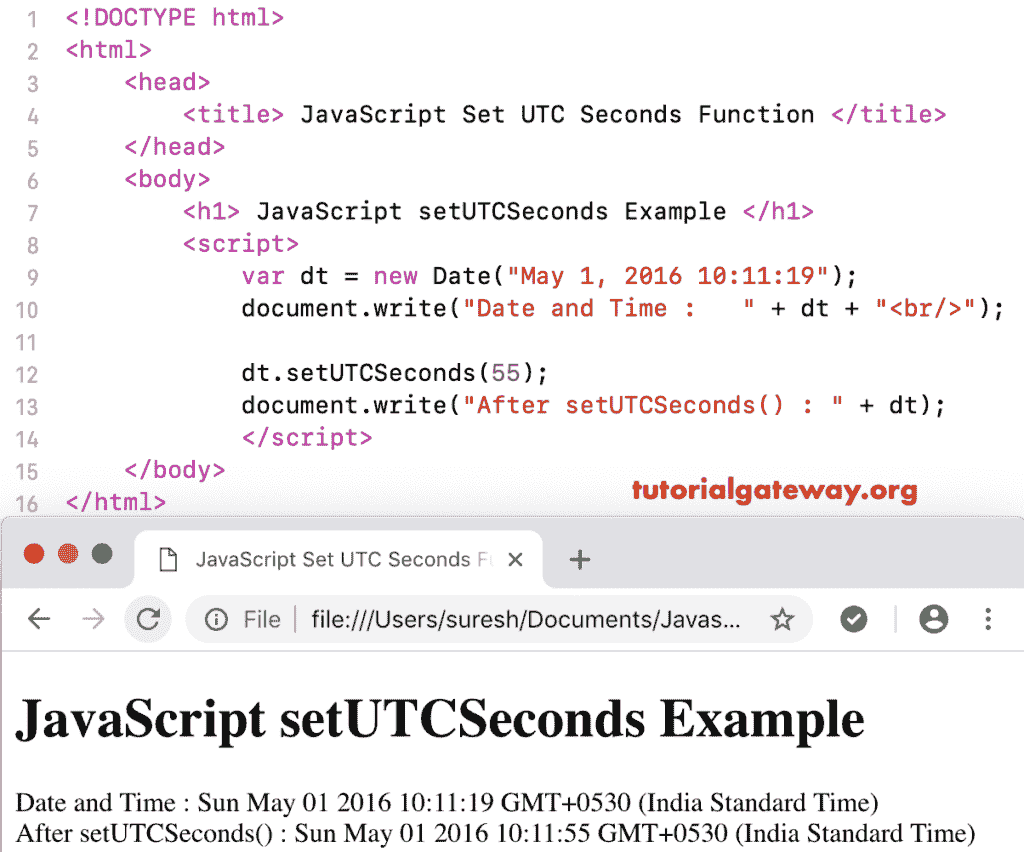 1 <!DOCTYPE html>
2 <html>
3     <head>
4         <title> JavaScript Set UTC Seconds Function </title>
5     </head>
6     <body>
7         <h1> JavaScript setUTCSeconds Example </h1>
8         <script>
9             var dt = new Date("May 1, 2016 10:11:19");
10             document.write("Date and Time :   " + dt + "<br/>");
11
12             dt.setUTCSeconds(55);
13             document.write("After setUTCSeconds() : " + dt);
14             </script>
15     </body>
16 </html>
tutorialgateway.org
JavaScript Set UTC Seconds Fu
File file:///Users/suresh/Documents/Javas...
JavaScript setUTCSeconds Example
Date and Time : Sun May 01 2016 10:11:19 GMT+0530 (India Standard Time)
After setUTCSeconds() : Sun May 01 2016 10:11:55 GMT+0530 (India Standard Time)